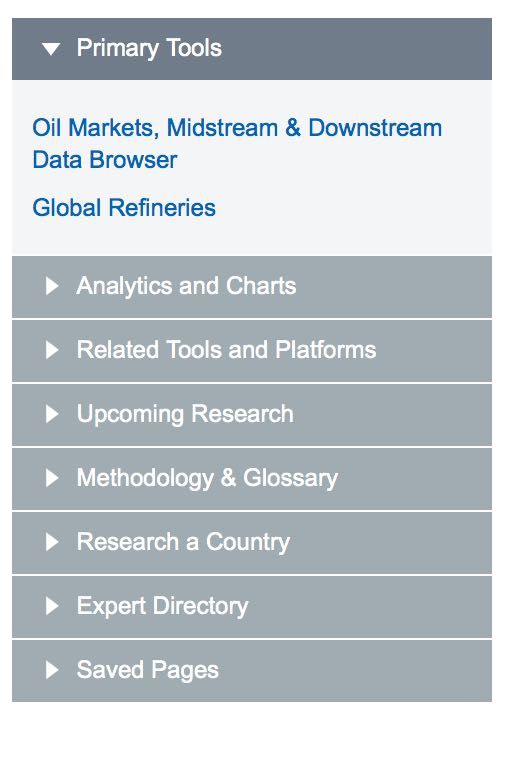 Primary Tools
Oil Markets, Midstream & Downstream
Data Browser
Global Refineries
Analytics and Charts
Related Tools and Platforms
Upcoming Research
Methodology & Glossary
Research a Country
Expert Directory
Saved Pages